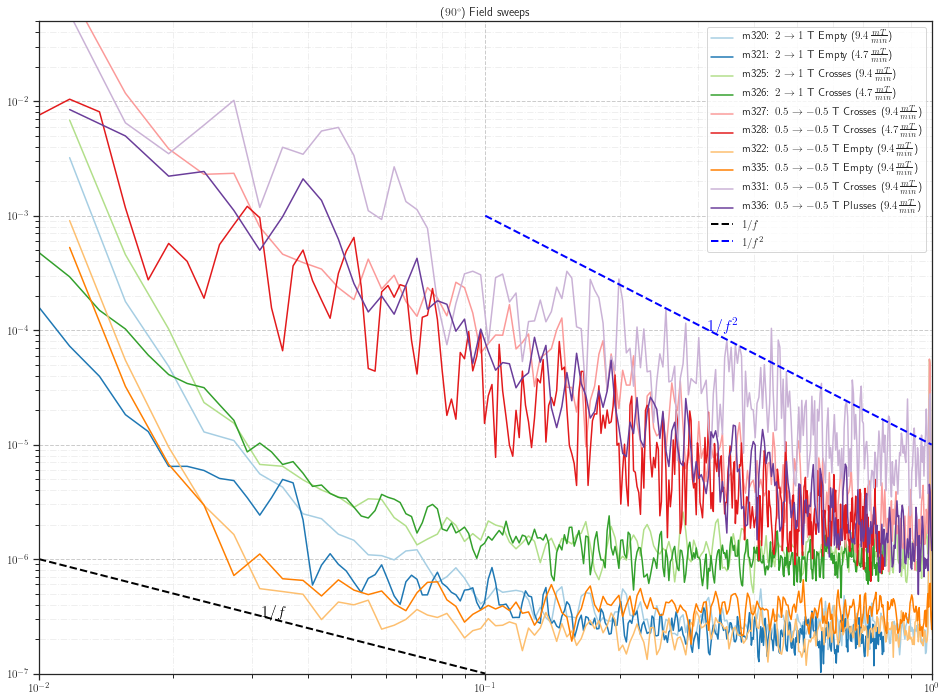 (90°) Field sweeps
m320: 2 → 1 T Empty (9.4 mT/min)
m321: 2 → 1 T Empty (4.7 mT/min)
m325: 2 → 1 T Crosses (9.4 mT/min)
m326: 2 → 1 T Crosses (4.7 mT/min)
m327: 0.5 → −0.5 T Crosses (9.4 mT/min)
m328: 0.5 → −0.5 T Crosses (4.7 mT/min)
m322: 0.5 → −0.5 T Empty (9.4 mT/min)
m335: 0.5 → −0.5 T Empty (9.4 mT/min)
m331: 0.5 → −0.5 T Crosses (9.4 mT/min)
m336: 0.5 → −0.5 T Plusses (9.4 mT/min)
1/f
1/f²
10⁻²
10⁻³
10⁻⁴
10⁻⁵
10⁻⁶
10⁻⁷
1/f²
1/f
10⁻² 10⁻¹ 10⁰